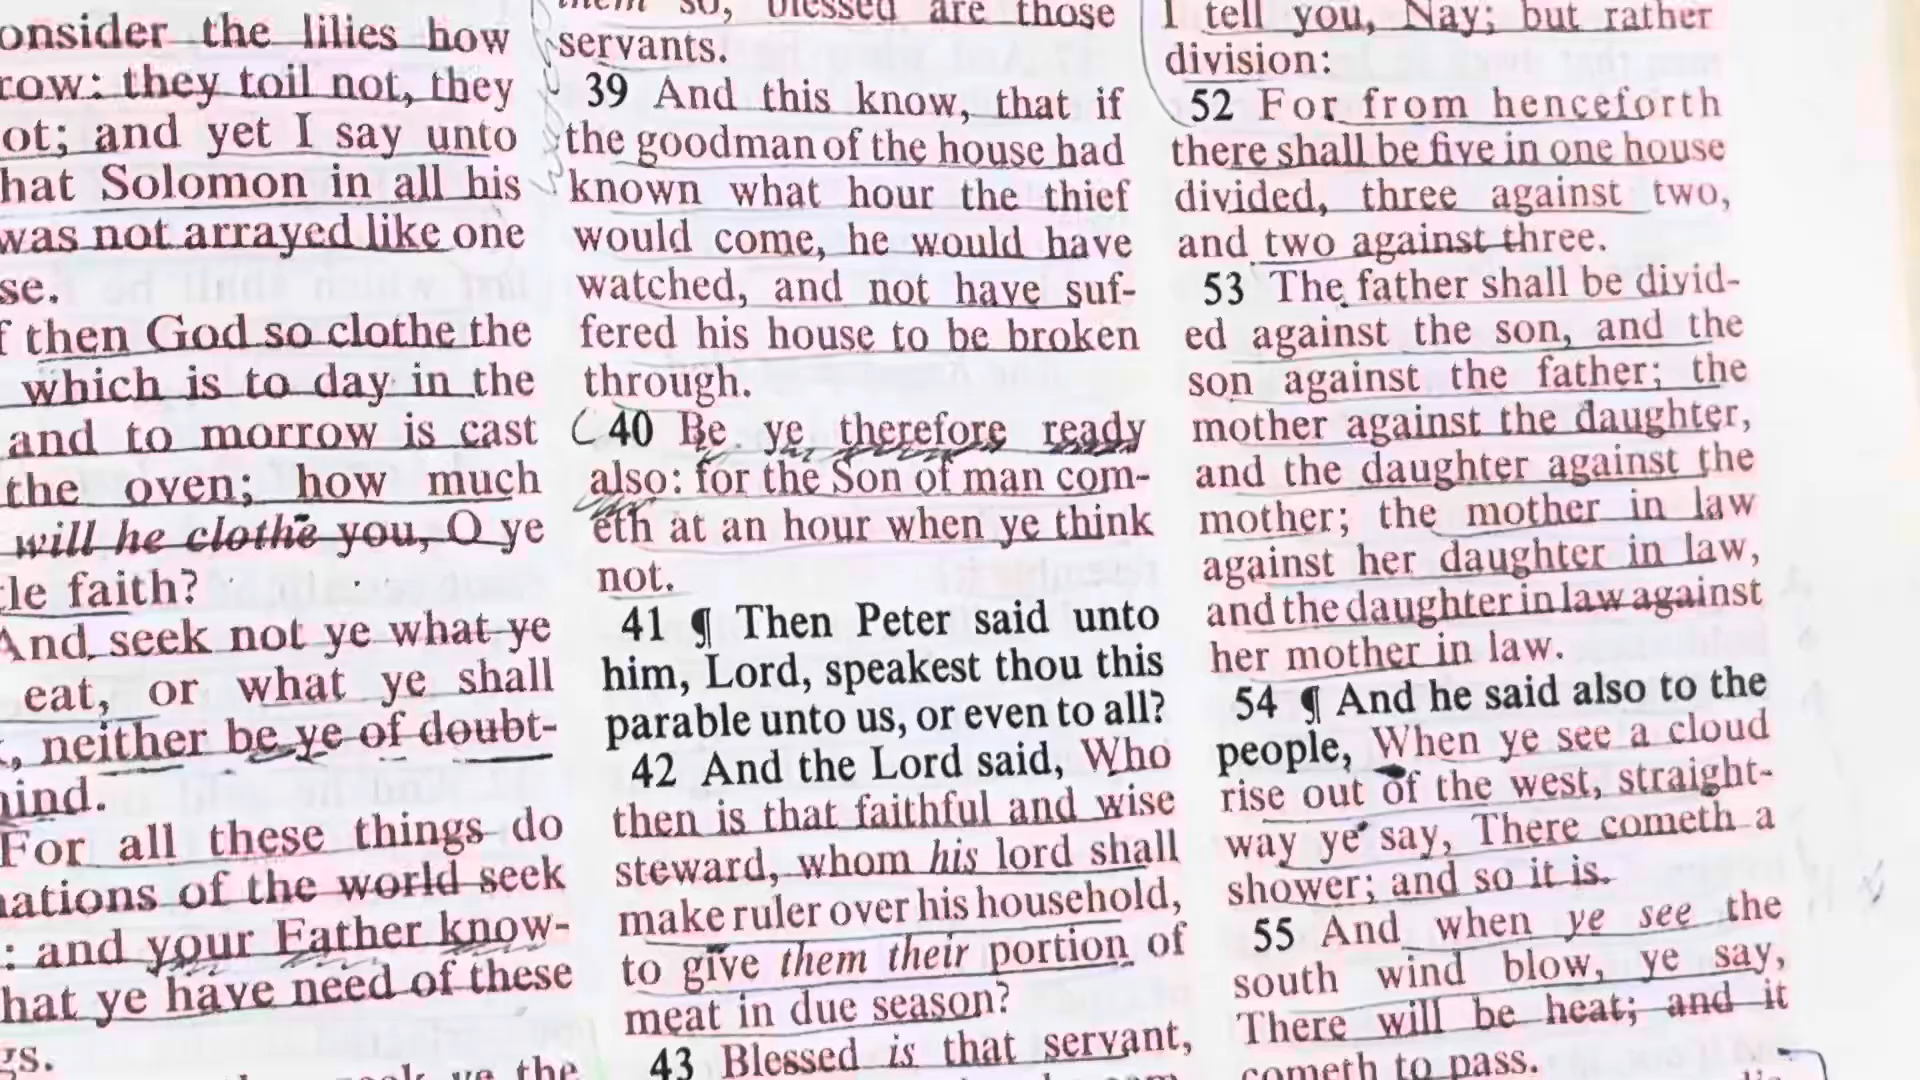 onsider the lilies how
row: they toil not, they
ot; and yet I say unto
hat Solomon in all his
was not arrayed like one
se.
f then God so clothe the
which is to day in the
and to morrow is cast
the oven; how much
will he clothe you, O ye
le faith?
And seek not ye what ye
eat, or what ye shall
, neither be ye of doubt-
ind.
For all these things do
ations of the world seek
: and your Father know-
hat ye have need of these
gs.
ye the
them so, blessed are those
servants.
39 And this know, that if
the goodman of the house had
known what hour the thief
would come, he would have
watched, and not have suf-
fered his house to be broken
through.
40 Be ye therefore ready
also: for the Son of man com-
eth at an hour when ye think
not.
41 ¶ Then Peter said unto
him, Lord, speakest thou this
parable unto us, or even to all?
42 And the Lord said, Who
then is that faithful and wise
steward, whom his lord shall
make ruler over his household,
to give them their portion of
meat in due season?
43 Blessed is that servant,
I tell you, Nay; but rather
division:
52 For from henceforth
there shall be five in one house
divided, three against two,
and two against three.
53 The father shall be divid-
ed against the son, and the
son against the father; the
mother against the daughter,
and the daughter against the
mother; the mother in law
against her daughter in law,
and the daughter in law against
her mother in law.
54 ¶ And he said also to the
people, When ye see a cloud
rise out of the west, straight-
way ye say, There cometh a
shower; and so it is.
55 And when ye see the
south wind blow, ye say,
There will be heat; and it
cometh to pass.